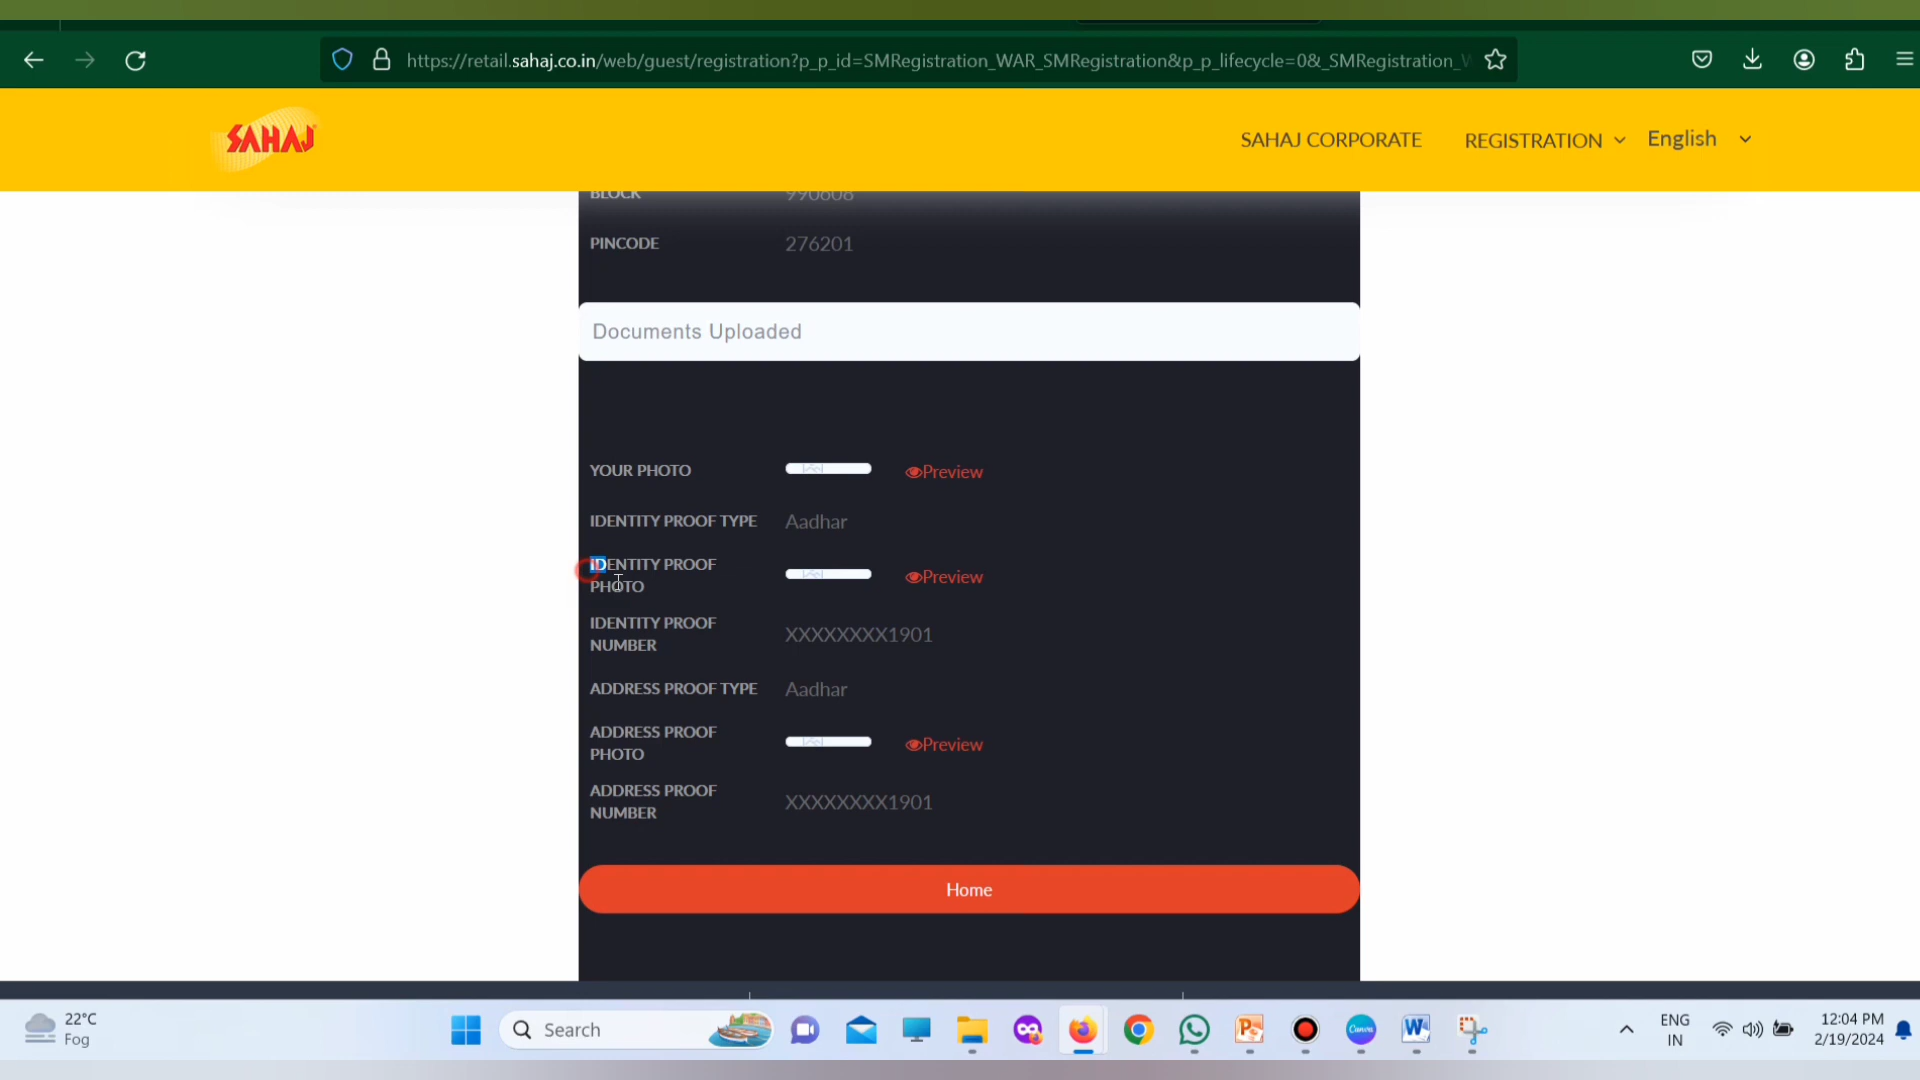 https://retail.sahaj.co.in/web/guest/registration?p_p_id=SMRegistration_WAR_SMRegistration&p_p_lifecycle=0&_SMRegistration_
SAHAJ
SAHAJ CORPORATE
REGISTRATION
English
BLOCK 990608
PINCODE 276201
Documents Uploaded
YOUR PHOTO Preview
IDENTITY PROOF TYPE Aadhar
IDENTITY PROOF
PHOTO
Preview
IDENTITY PROOF
NUMBER
XXXXXXXX1901
ADDRESS PROOF TYPE Aadhar
ADDRESS PROOF
PHOTO
Preview
ADDRESS PROOF
NUMBER
XXXXXXXX1901
Home
22°C
Fog
Search
Canva
ENG
IN
12:04 PM
2/19/2024